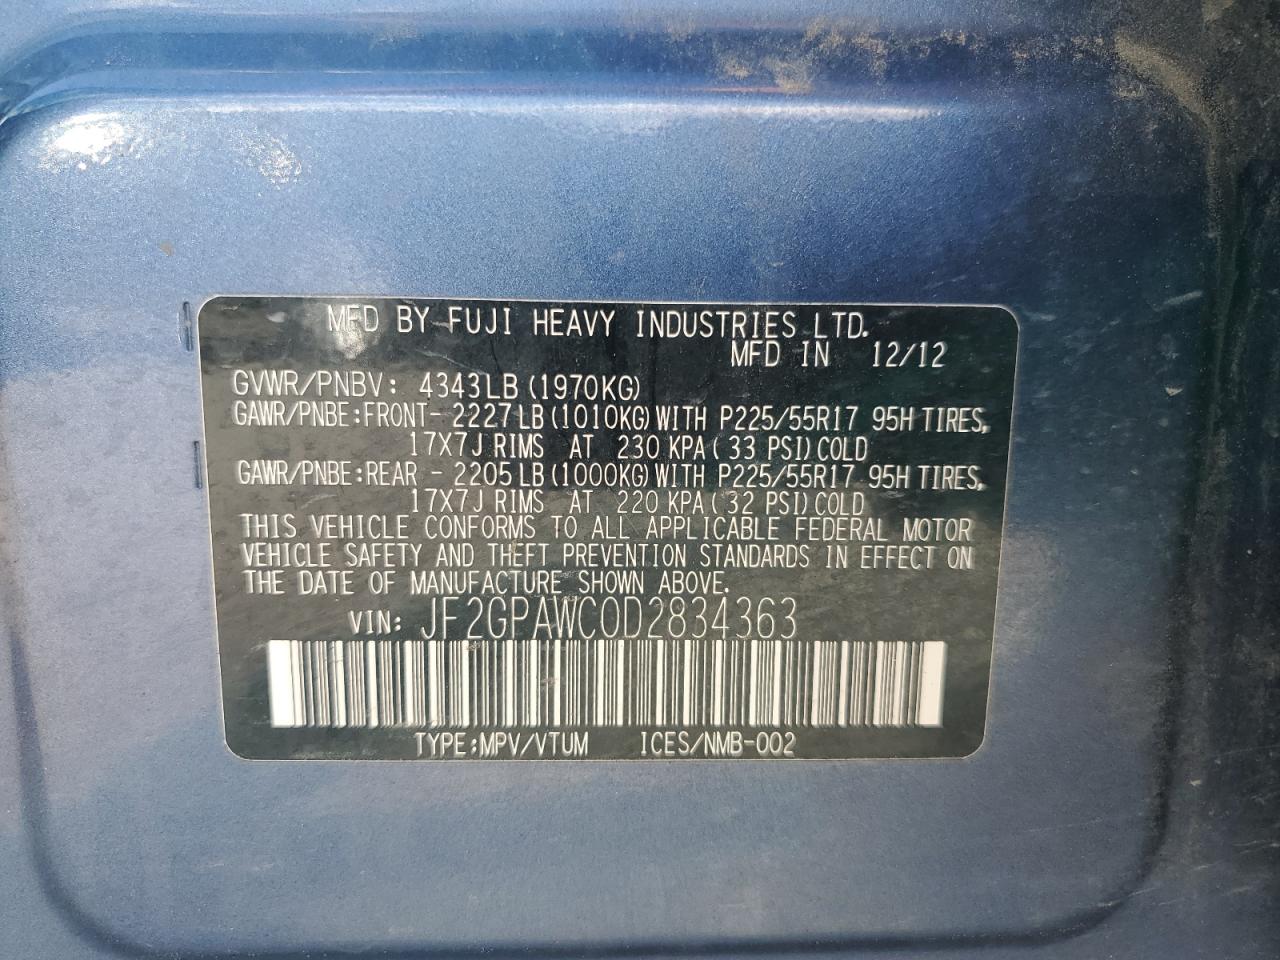 MFD BY FUJI HEAVY INDUSTRIES LTD.
MFD IN 12/12
GVWR/PNBV: 4343LB (1970KG)
GAWR/PNBE:FRONT- 2227LB (1010KG) WITH P225/55R17 95H TIRES,
17X7J RIMS AT 230 KPA ( 33 PSI) COLD
GAWR/PNBE:REAR - 2205LB (1000KG) WITH P225/55R17 95H TIRES,
17X7J RIMS AT 220 KPA ( 32 PSI) COLD
THIS VEHICLE CONFORMS TO ALL APPLICABLE FEDERAL MOTOR
VEHICLE SAFETY AND THEFT PREVENTION STANDARDS IN EFFECT ON
THE DATE OF MANUFACTURE SHOWN ABOVE.
VIN: JF2GPAWC0D2834363
TYPE:MPV/VTUM ICES/NMB-002